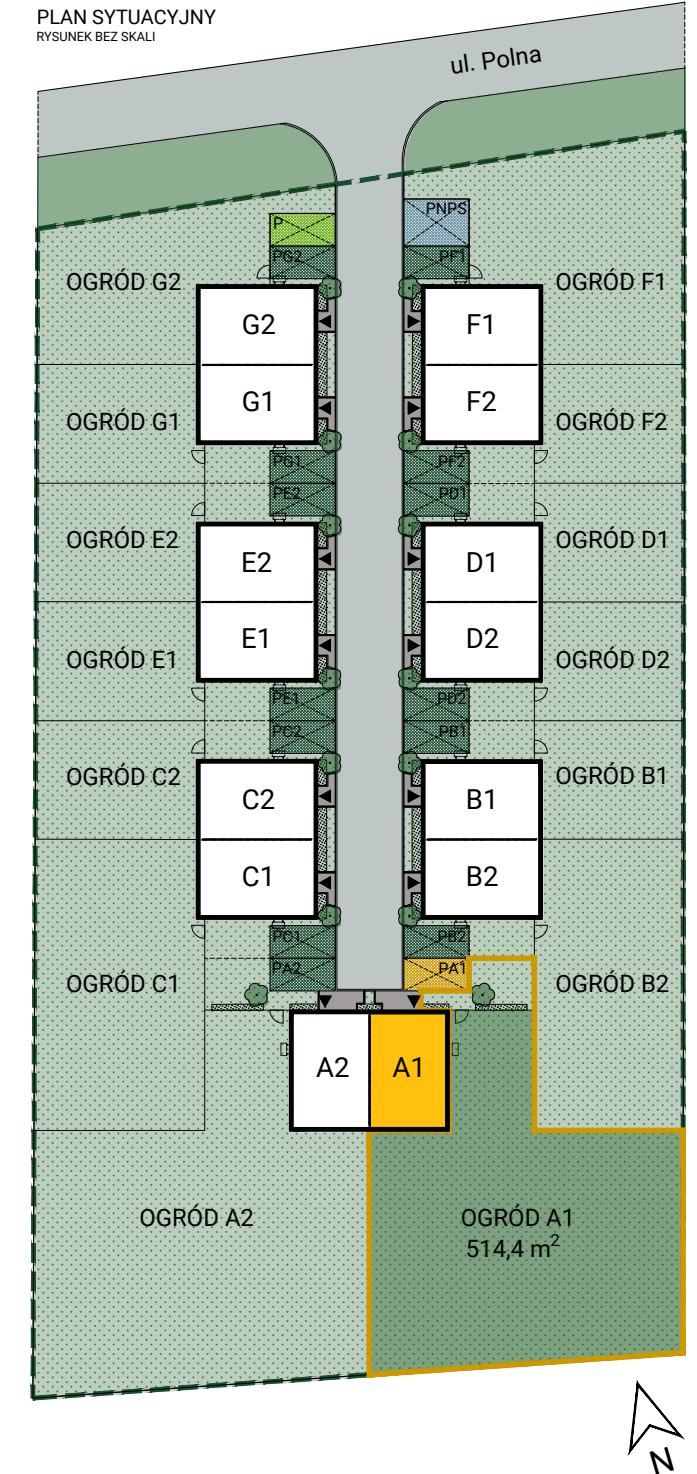 PLAN SYTUACYJNY
RYSUNEK BEZ SKALI
ul. Polna
P
PNPS
PG2
PF1
OGRÓD G2
OGRÓD F1
G2
F1
G1
F2
OGRÓD G1
OGRÓD F2
PG1
PF2
PE2
PD1
OGRÓD E2
OGRÓD D1
E2
D1
E1
D2
OGRÓD E1
OGRÓD D2
PE1
PD2
PC2
PB1
OGRÓD C2
OGRÓD B1
C2
B1
C1
B2
PC1
PB2
PA2
PA1
OGRÓD C1
OGRÓD B2
A2
A1
OGRÓD A2
OGRÓD A1
514,4 m²
N